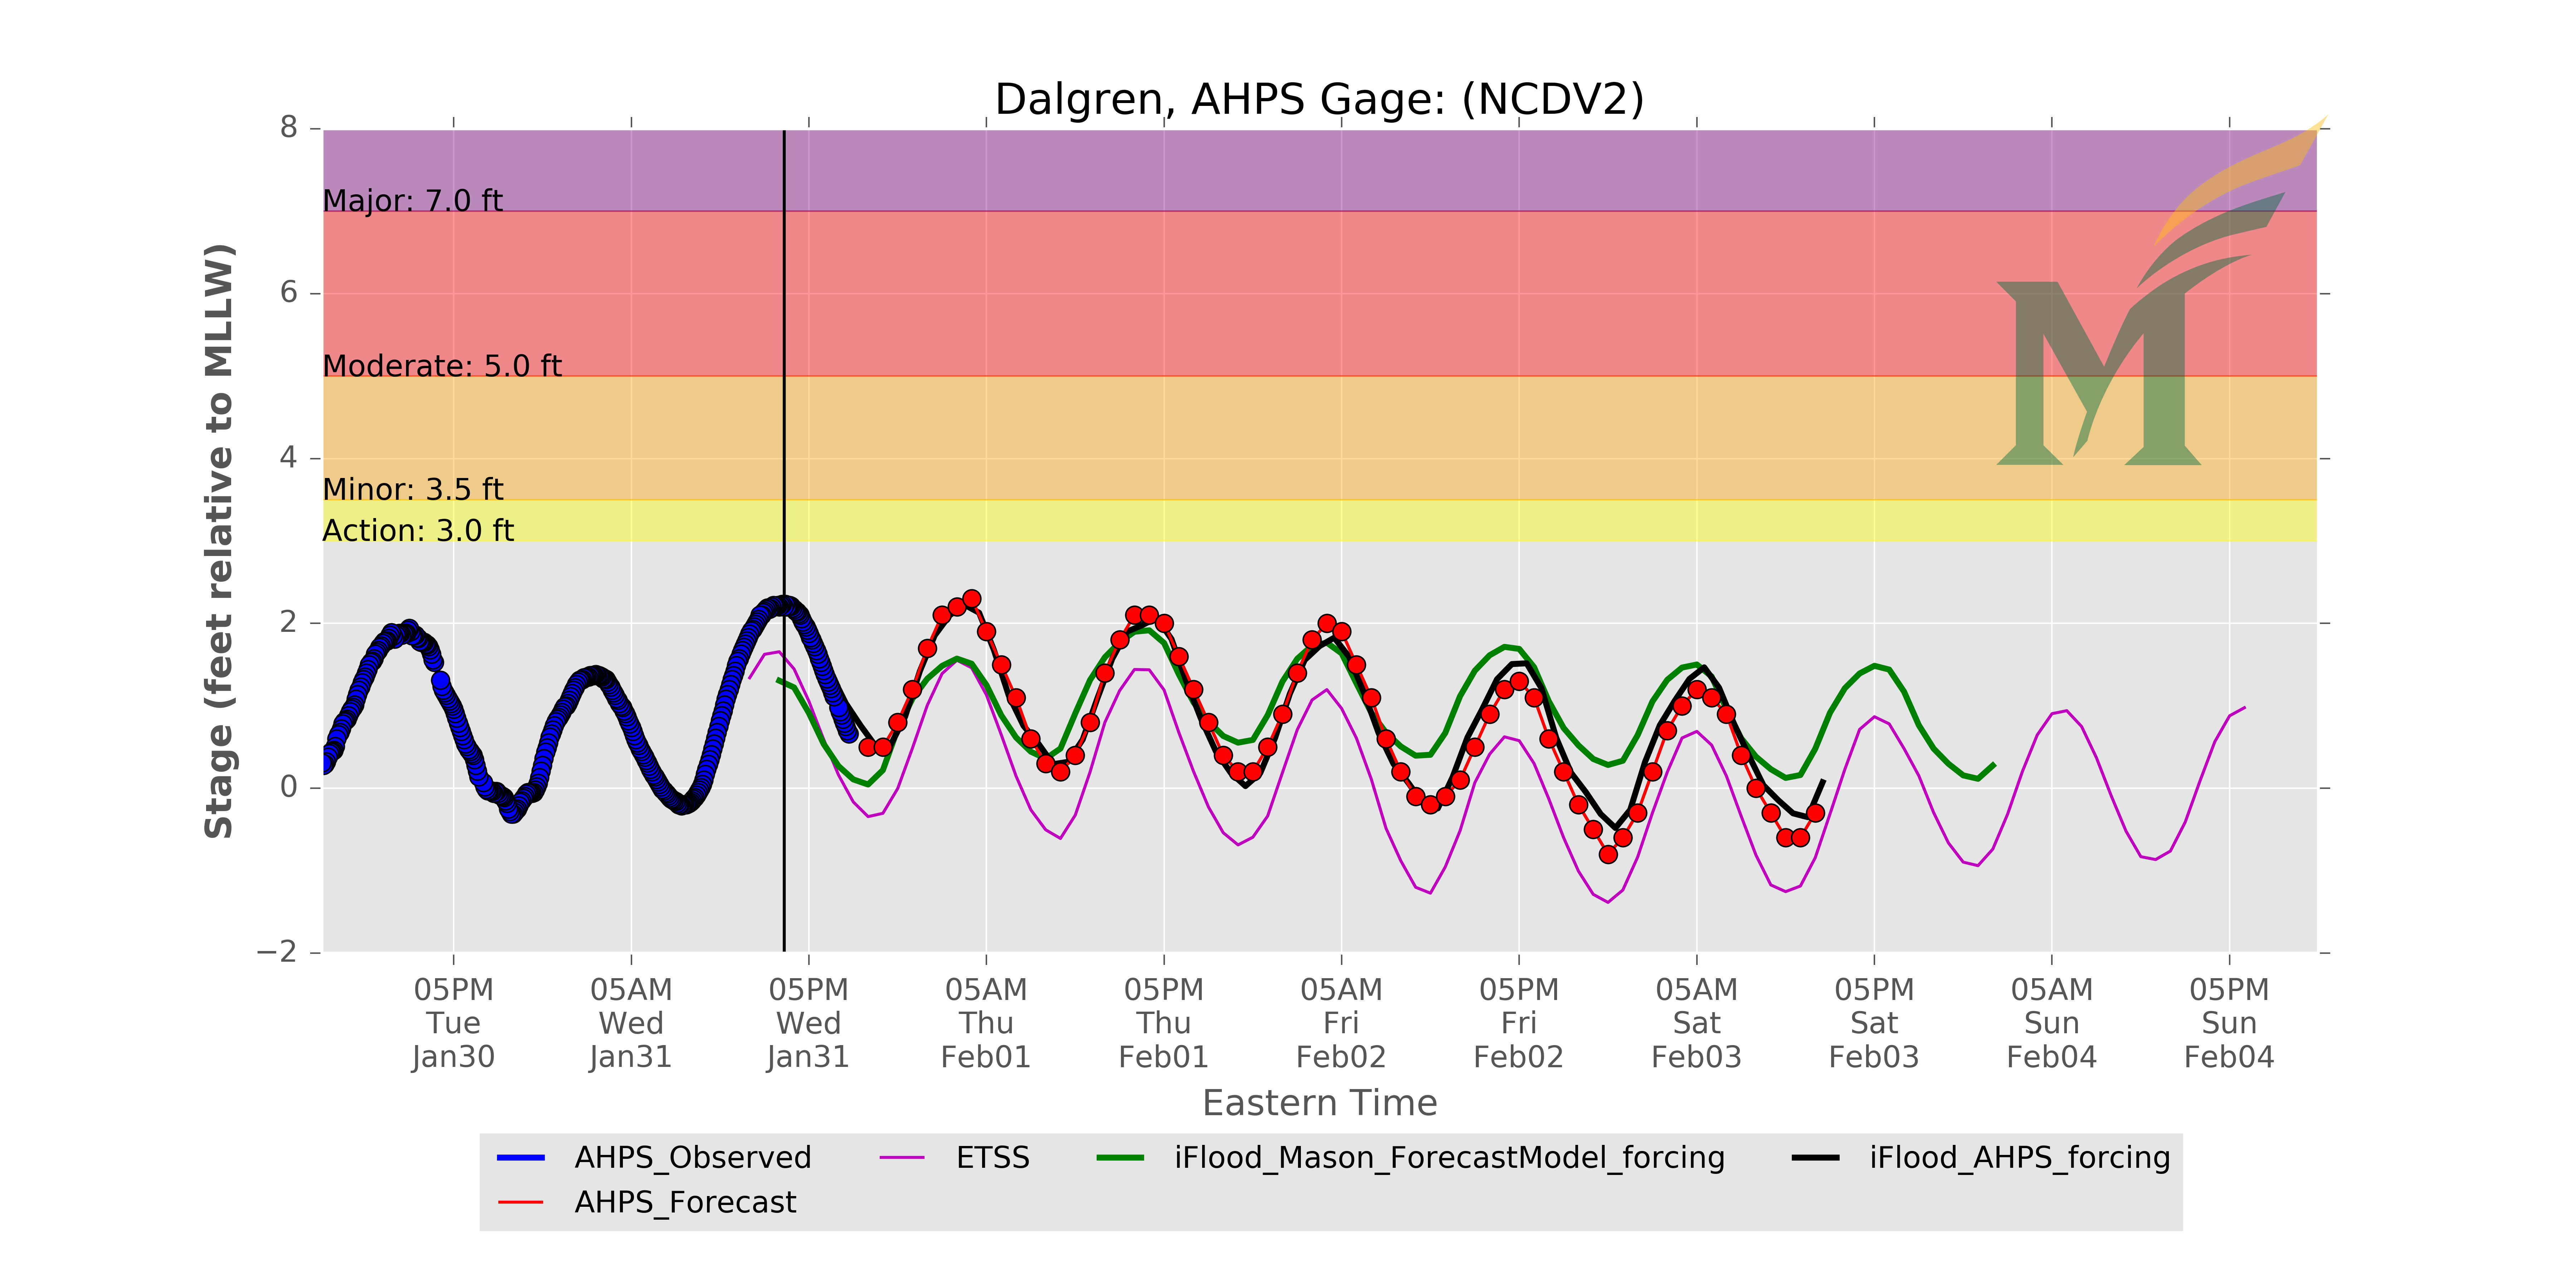 Dalgren, AHPS Gage: (NCDV2)
8
Major: 7.0 ft
6
Moderate: 5.0 ft
4
Minor: 3.5 ft
Action: 3.0 ft
2
0
−2
Stage (feet relative to MLLW)
M
05PM 05AM 05PM 05AM 05PM 05AM 05PM 05AM 05PM 05AM 05PM
Tue Wed Wed Thu Thu Fri Fri Sat Sat Sun Sun
Jan30 Jan31 Jan31 Feb01 Feb01 Feb02 Feb02 Feb03 Feb03 Feb04 Feb04
Eastern Time
AHPS_Observed ETSS iFlood_Mason_ForecastModel_forcing iFlood_AHPS_forcing
AHPS_Forecast